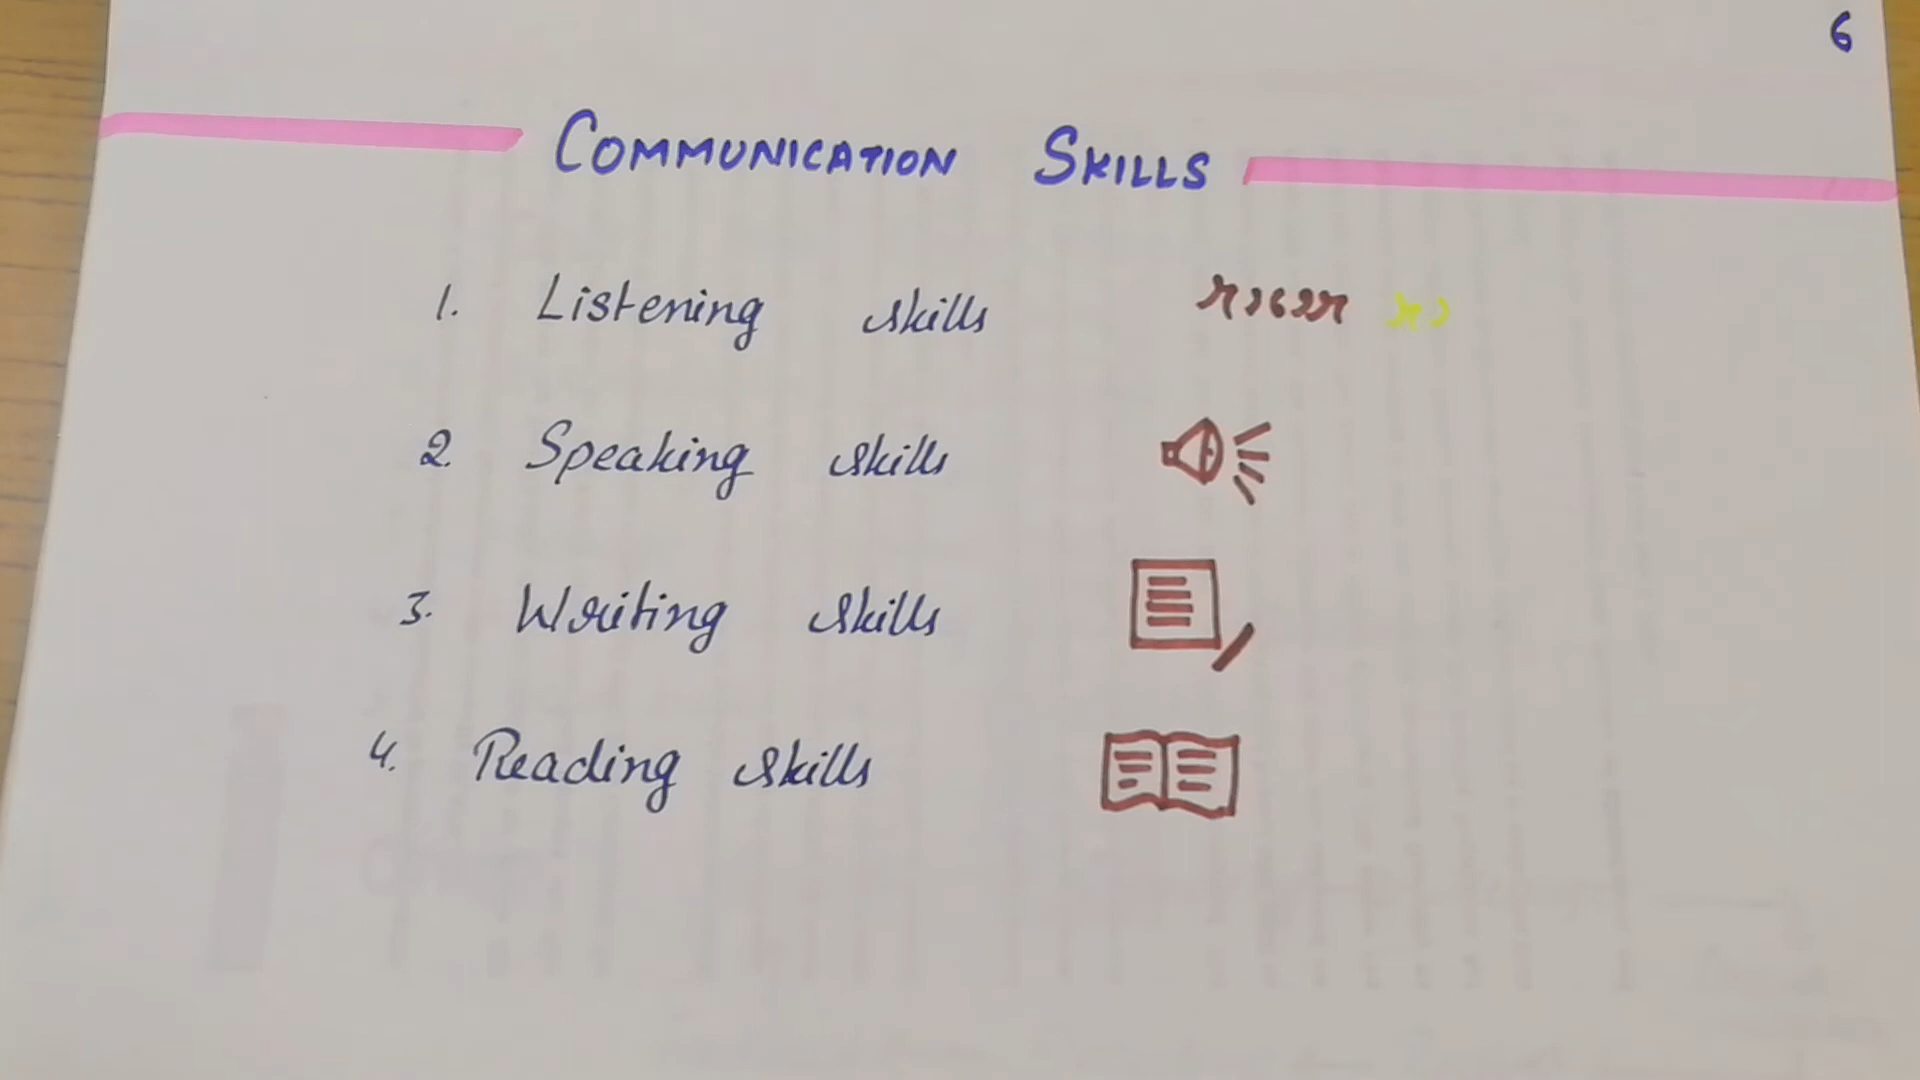 6
COMMUNICATION SKILLS
1. Listening skills
2. Speaking skills
3. Writing skills
4. Reading skills